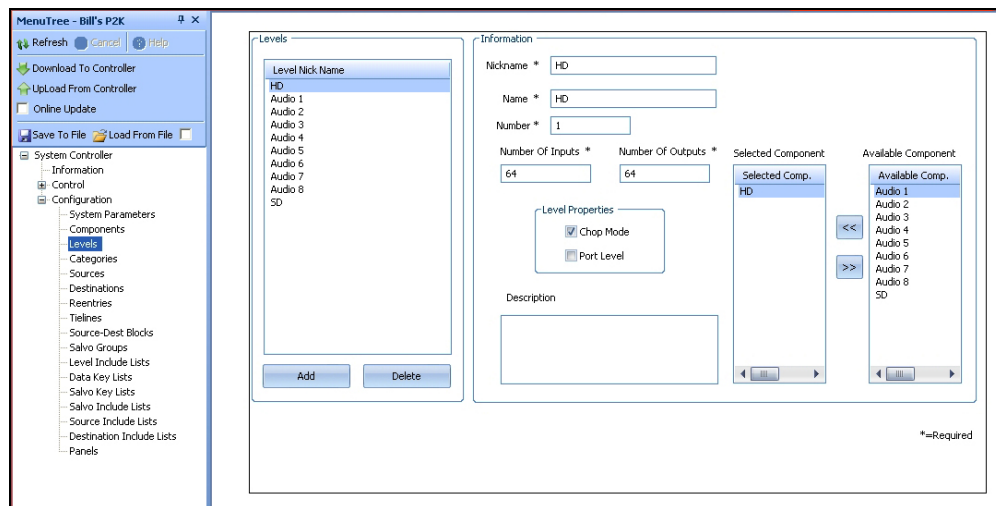 MenuTree - Bill's P2K
Refresh Cancel Help
Download To Controller
UpLoad From Controller
Online Update
Save To File Load From File
System Controller
Information
Control
Configuration
System Parameters
Components
Levels
Categories
Sources
Destinations
Reentries
Tielines
Source-Dest Blocks
Salvo Groups
Level Include Lists
Data Key Lists
Salvo Key Lists
Salvo Include Lists
Source Include Lists
Destination Include Lists
Panels
Levels
Level Nick Name
HD
Audio 1
Audio 2
Audio 3
Audio 4
Audio 5
Audio 6
Audio 7
Audio 8
SD
Add Delete
Information
Nickname * HD
Name * HD
Number * 1
Number Of Inputs * Number Of Outputs *
64 64
Level Properties
Chop Mode
Port Level
Description
Selected Component
Selected Comp.
HD
<<
>>
Available Component
Available Comp.
Audio 1
Audio 2
Audio 3
Audio 4
Audio 5
Audio 6
Audio 7
Audio 8
SD
*=Required